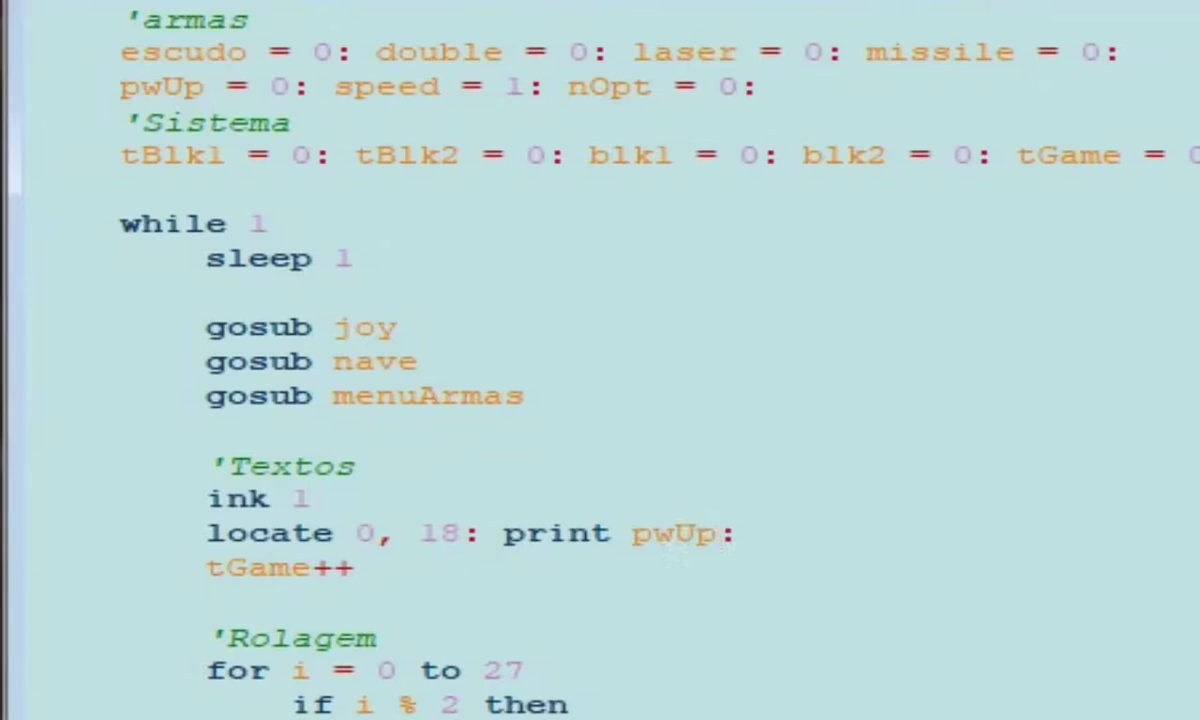 'armas
escudo = 0: double = 0: laser = 0: missile = 0:
pwUp = 0: speed = 1: nOpt = 0:
'Sistema
tBlk1 = 0: tBlk2 = 0: blk1 = 0: blk2 = 0: tGame = 0
while 1
sleep 1
gosub joy
gosub nave
gosub menuArmas
'Textos
ink 1
locate 0, 18: print pwUp:
tGame++
'Rolagem
for i = 0 to 27
if i % 2 then